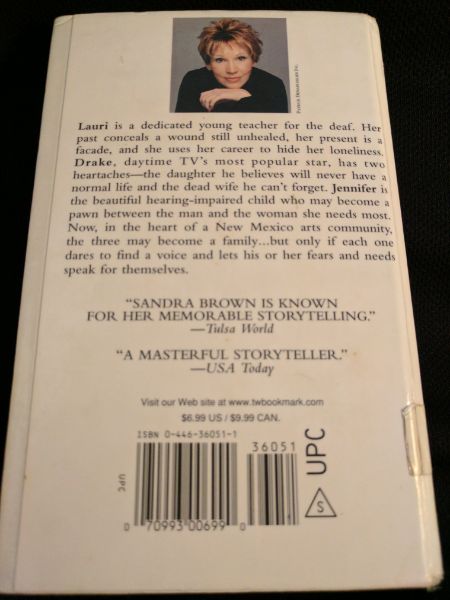 Lauri is a dedicated young teacher for the deaf. Her
past conceals a wound still unhealed, her present is a
facade, and she uses her career to hide her loneliness.
Drake, daytime TV's most popular star, has two
heartaches—the daughter he believes will never have a
normal life and the dead wife he can't forget. Jennifer is
the beautiful hearing-impaired child who may become a
pawn between the man and the woman she needs most.
Now, in the heart of a New Mexico arts community,
the three may become a family...but only if each one
dares to find a voice and lets his or her fears and needs
speak for themselves.
"SANDRA BROWN IS KNOWN
FOR HER MEMORABLE STORYTELLING."
—Tulsa World
"A MASTERFUL STORYTELLER."
—USA Today
Visit our Web site at www.twbookmark.com
$6.99 US / $9.99 CAN.
ISBN 0-446-36051-1
36051
UPC
UPC
S
0 70993 00699 0